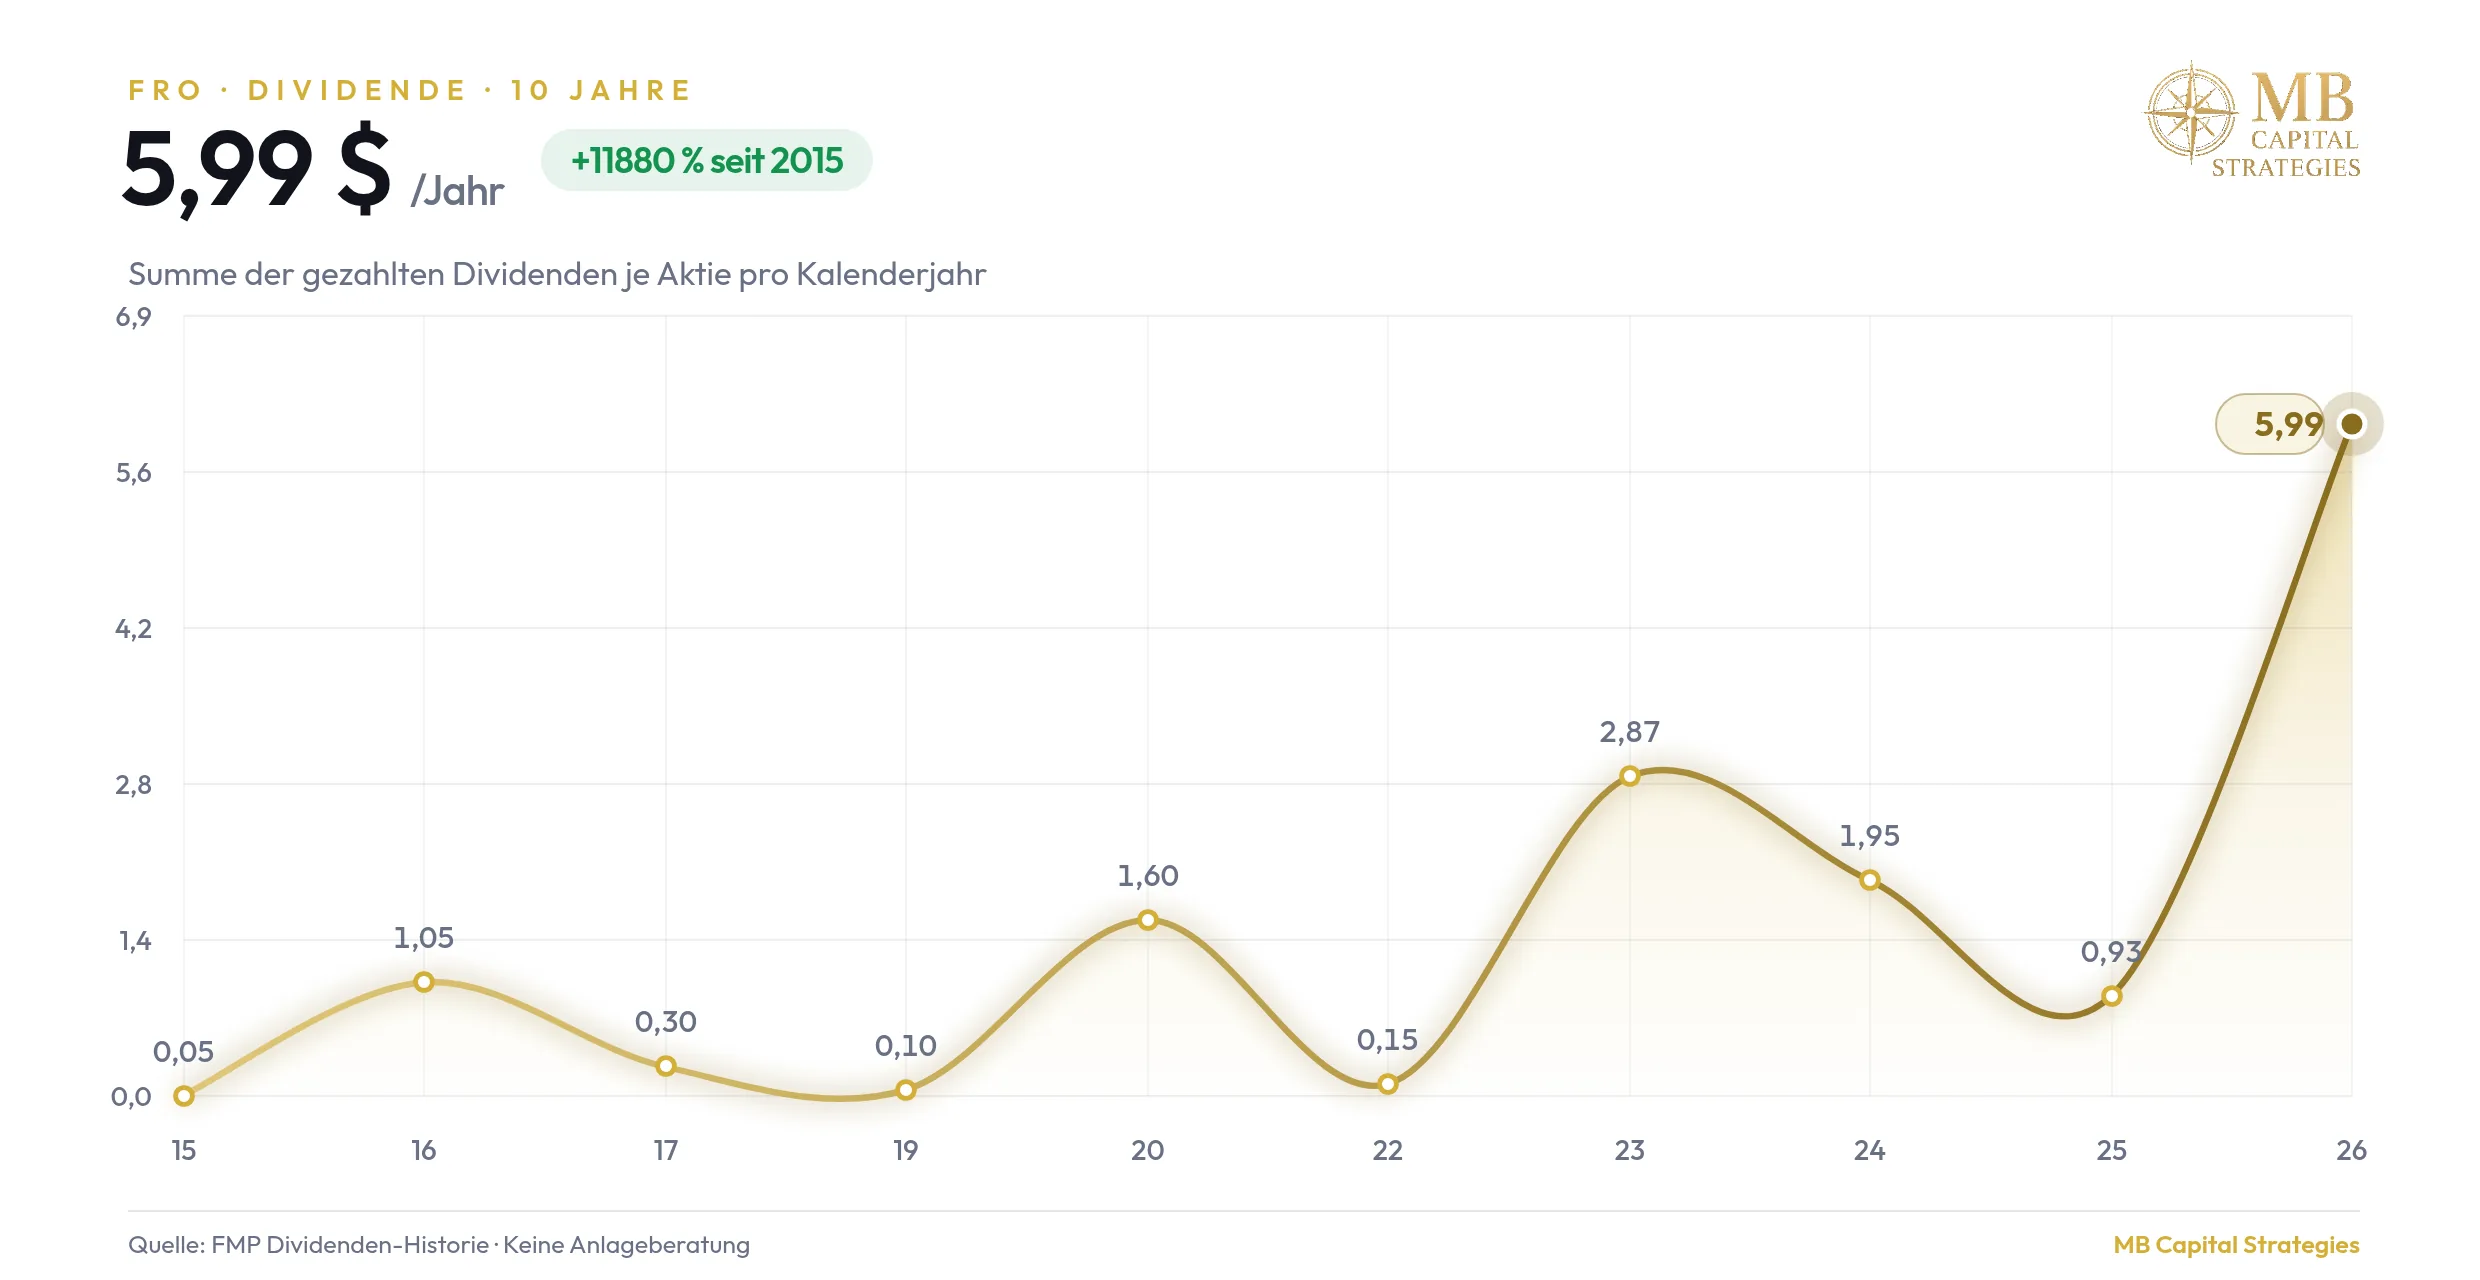 FRO · DIVIDENDE · 10 JAHRE
5,99 $ /Jahr
+11880 % seit 2015
MB
CAPITAL
STRATEGIES
Summe der gezahlten Dividenden je Aktie pro Kalenderjahr
6,9
5,6
4,2
2,8
1,4
0,0
0,05
1,05
0,30
0,10
1,60
0,15
2,87
1,95
0,93
5,99
15 16 17 19 20 22 23 24 25 26
Quelle: FMP Dividenden-Historie · Keine Anlageberatung
MB Capital Strategies